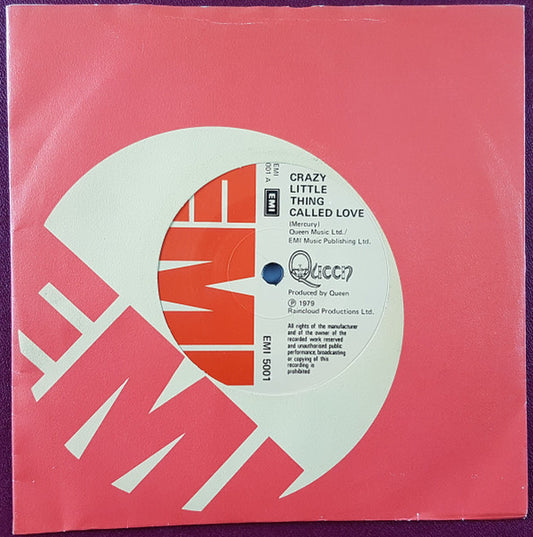 EMI
EMI
001 A
EMI
CRAZY
LITTLE
THING
CALLED LOVE
(Mercury)
Queen Music Ltd./
EMI Music Publishing Ltd.
Queen
Produced by Queen
℗ 1979
Raincloud Productions Ltd.
All rights of the manufacturer
and of the owner of the
recorded work reserved
and unauthorised public
performance, broadcasting
or copying of this
recording is
prohibited
EMI
EMI 5001